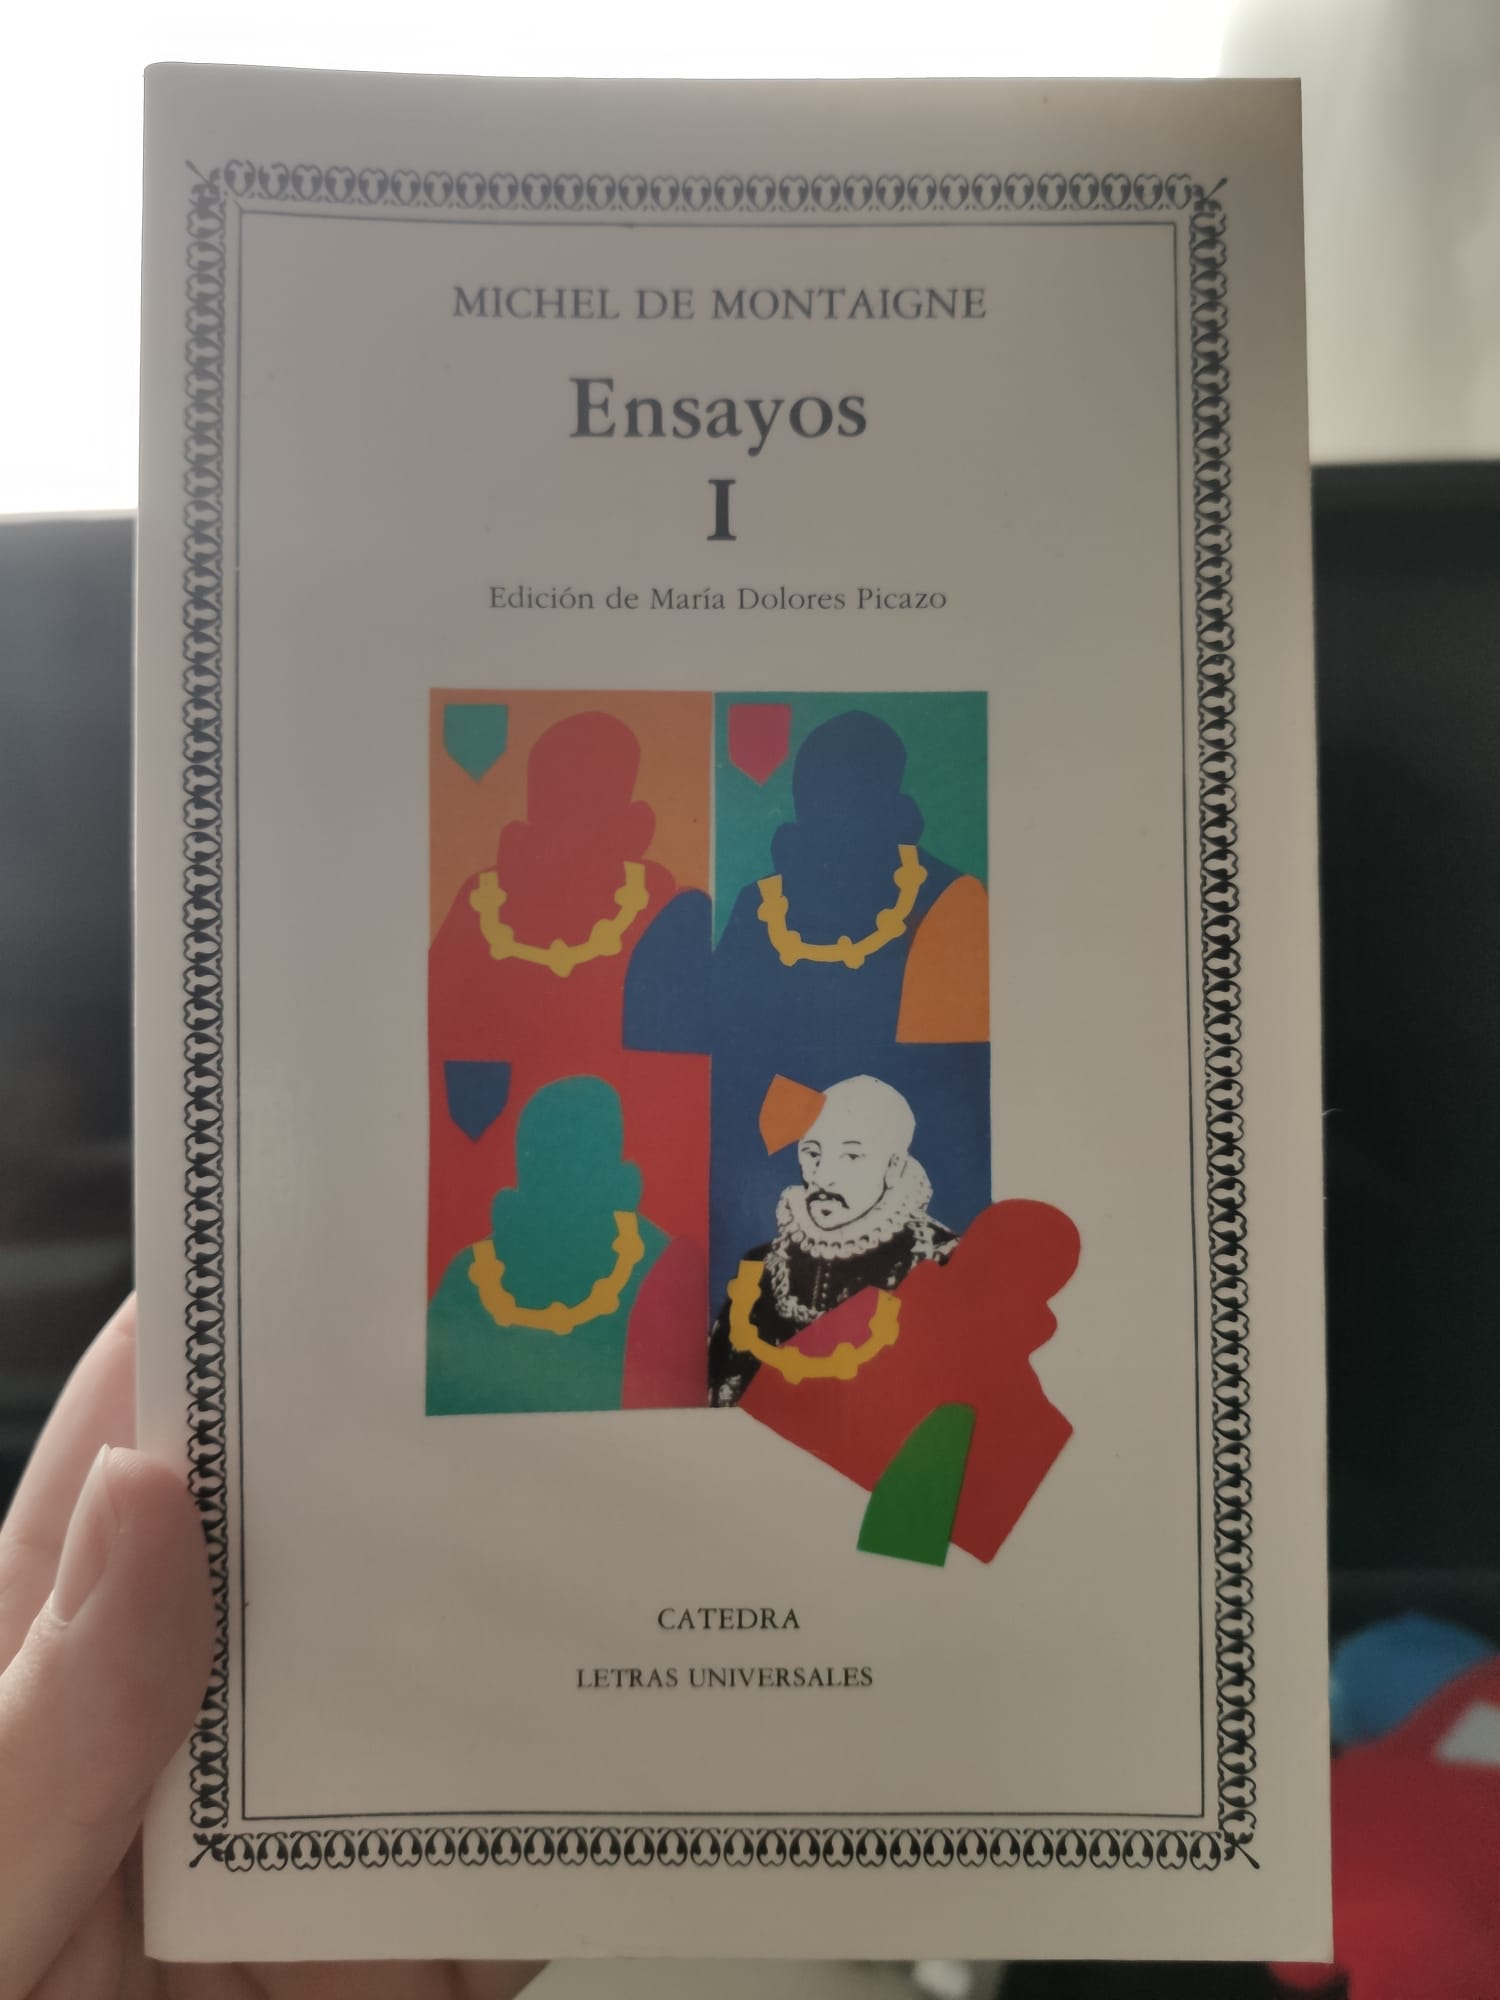 MICHEL DE MONTAIGNE
Ensayos
I
Edición de María Dolores Picazo
CATEDRA
LETRAS UNIVERSALES